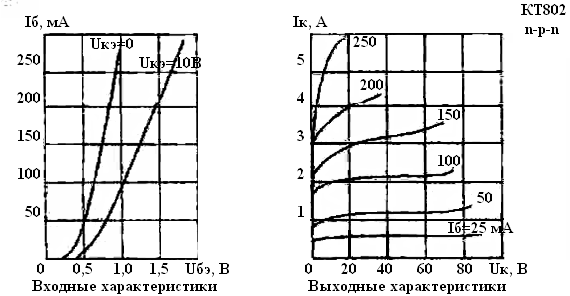 КТ802
n-p-n
Iб, мА
Uкэ=0
Uкэ=10В
250
200
150
100
50
0
0,5
1,0
1,5
Uбэ, В
Входные характеристики
Iк, А
250
200
150
100
50
Iб=25 мА
5
4
3
2
1
0
20
40
60
80
Uк, В
Выходные характеристики